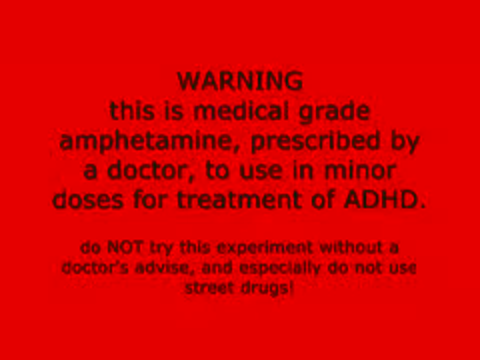 WARNING
this is medical grade
amphetamine, prescribed by
a doctor, to use in minor
doses for treatment of ADHD.
do NOT try this experiment without a
doctor's advise, and especially do not use
street drugs!